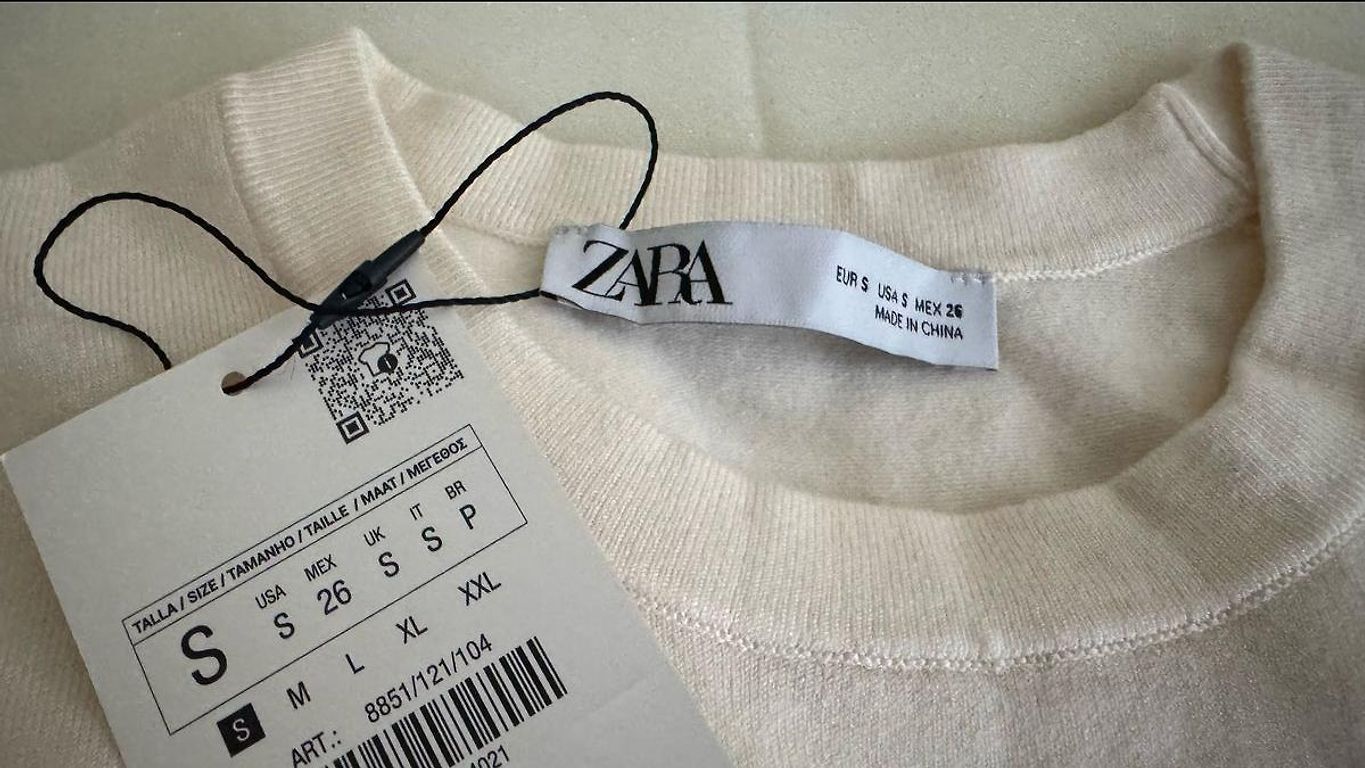 ZARA
EUR S USA S MEX 26
MADE IN CHINA
TALLA / SIZE / TAMANHO / TAILLE / MAAT / ΜΕΓΕΘΟΣ
USA MEX UK IT BR
S S 26 S S P
S M L XL XXL
ART.: 8851/121/104